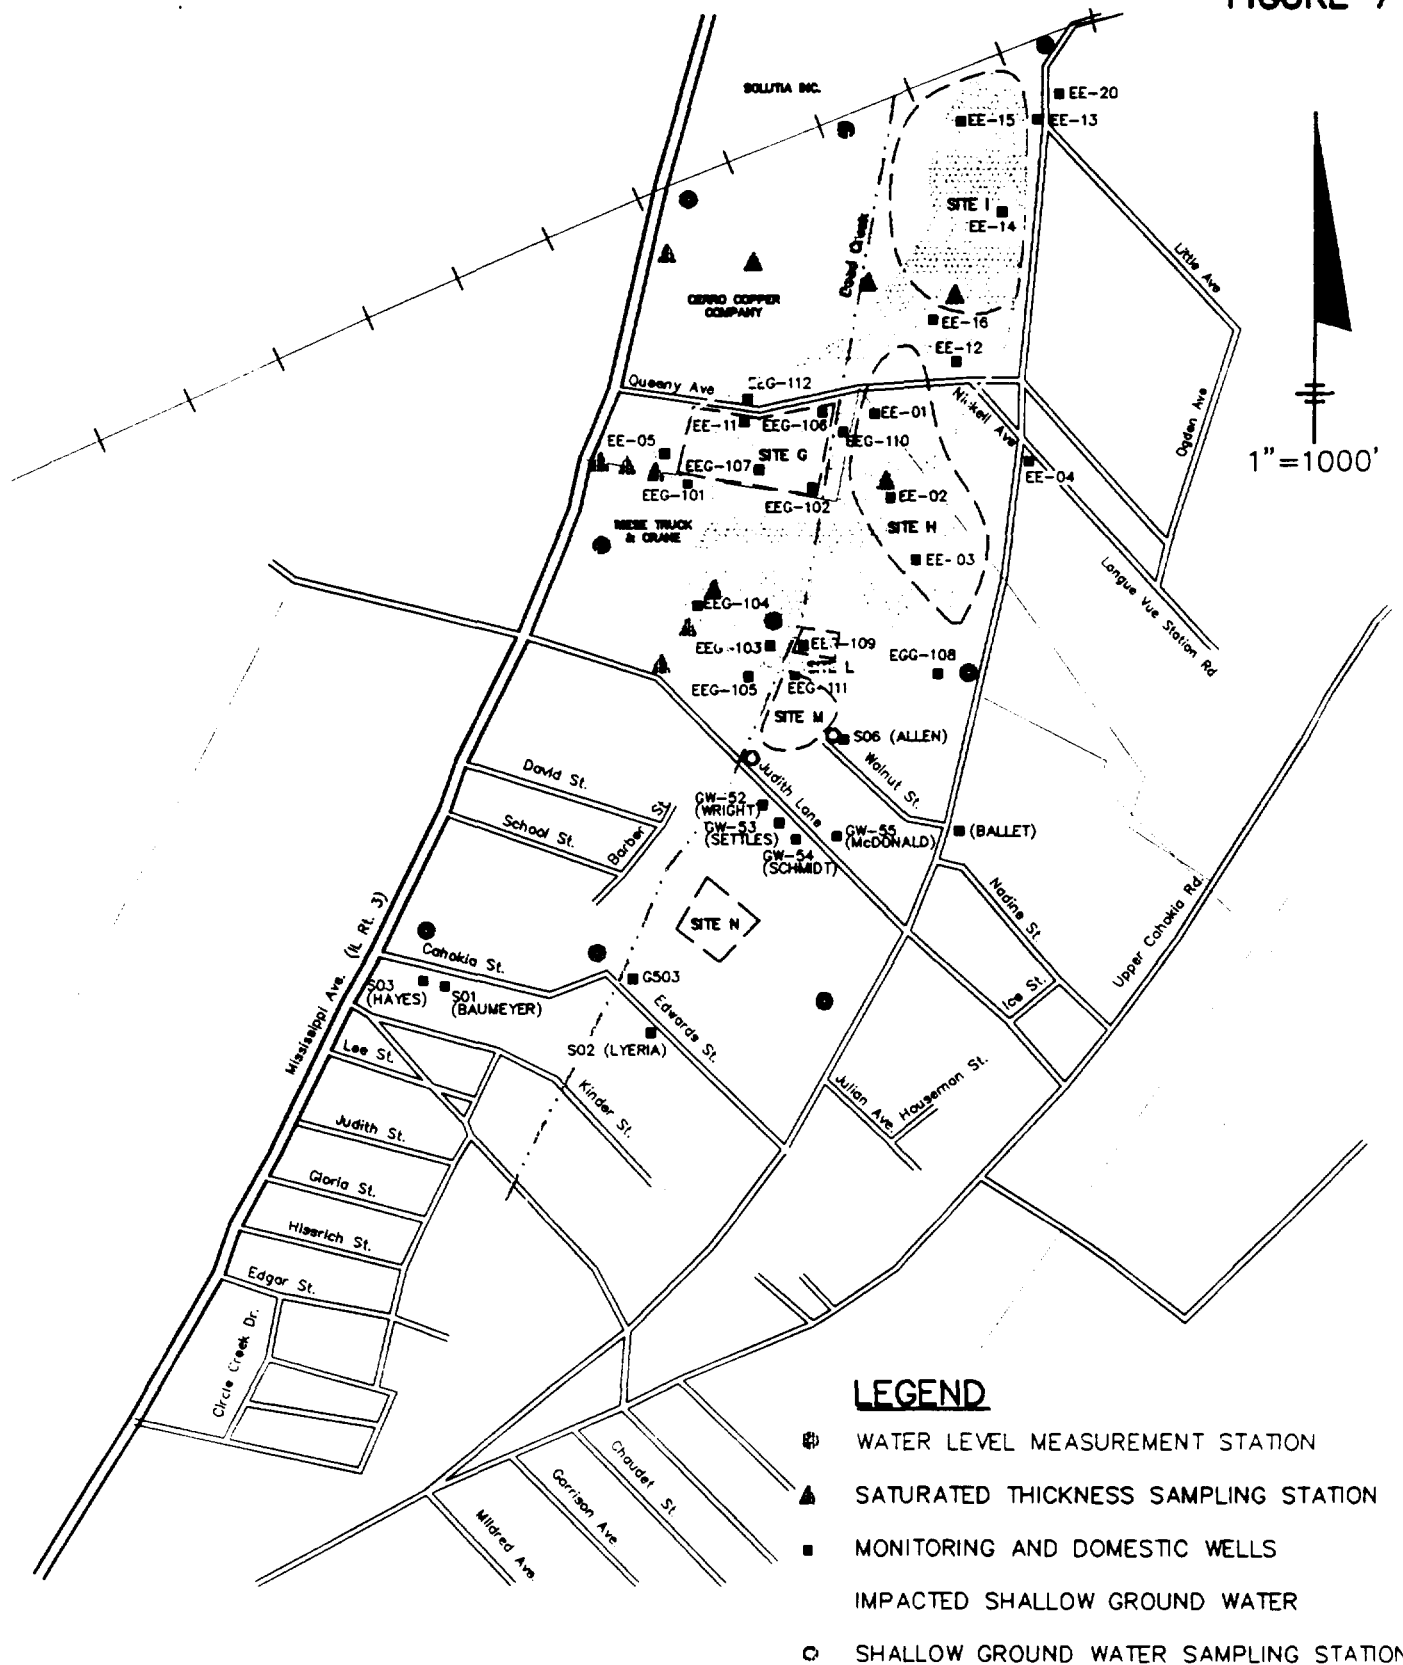 FIGURE 7
SOLUTIA INC.
EE-20
EE-15
EE-13
SITE I
EE-14
Dead Creek
Little Ave
CERRO COPPER
COMPANY
EE-16
EE-12
Queeny Ave
EEG-112
Nickell Ave
Ogden Ave
EE-11
EEG-106
EE-01
EEG-110
EE-05
SITE G
1"=1000'
EEG-107
EE-04
EEG-101
EEG-102
EE-02
WIESE TRUCK
& CRANE
SITE H
EE-03
Longue Vue Station Rd
EEG-104
EEG-103
EEG-109
EGG-108
SITE L
EEG-105
EEG-111
SITE M
S06 (ALLEN)
David St.
Walnut St.
Judith Lane
GW-52
(WRIGHT)
School St.
Barber St
GW-53
(SETTLES)
GW-55
(McDONALD)
(BALLET)
GW-54
(SCHMIDT)
Nadine St.
Upper Cahokia Rd.
SITE N
Mississippi Ave. (IL Rt. 3)
Cahokia St.
G503
S03
(HAYES)
S01
(BAUMEYER)
Edwards St.
Ice St.
Lee St.
S02 (LYERIA)
Kinder St.
Julian Ave.
Houseman St.
Judith St.
Gloria St.
Hissrich St.
Edgar St.
Circle Creek Dr.
LEGEND
WATER LEVEL MEASUREMENT STATION
SATURATED THICKNESS SAMPLING STATION
MONITORING AND DOMESTIC WELLS
IMPACTED SHALLOW GROUND WATER
SHALLOW GROUND WATER SAMPLING STATION
Chaudet St.
Garrison Ave
Mildred Ave.